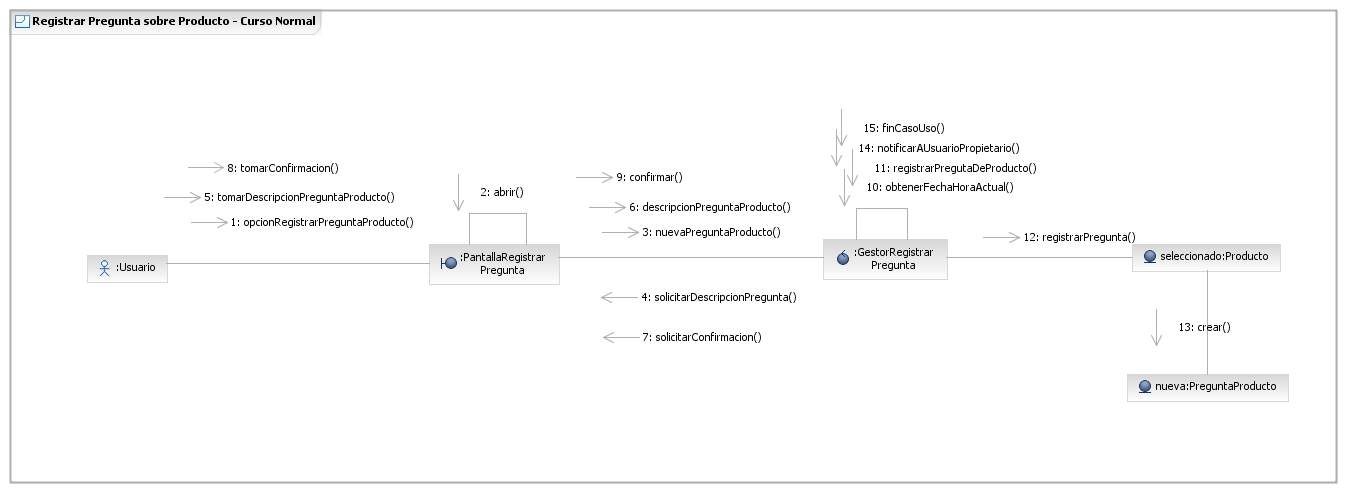 Registrar Pregunta sobre Producto - Curso Normal
15: finCasoUso()
14: notificarAUsuarioPropietario()
8: tomarConfirmacion()
11: registrarPregutaDeProducto()
9: confirmar()
10: obtenerFechaHoraActual()
2: abrir()
5: tomarDescripcionPreguntaProducto()
6: descripcionPreguntaProducto()
1: opcionRegistrarPreguntaProducto()
3: nuevaPreguntaProducto()
12: registrarPregunta()
:Usuario
:PantallaRegistrar
Pregunta
:GestorRegistrar
Pregunta
seleccionado:Producto
4: solicitarDescripcionPregunta()
13: crear()
7: solicitarConfirmacion()
nueva:PreguntaProducto